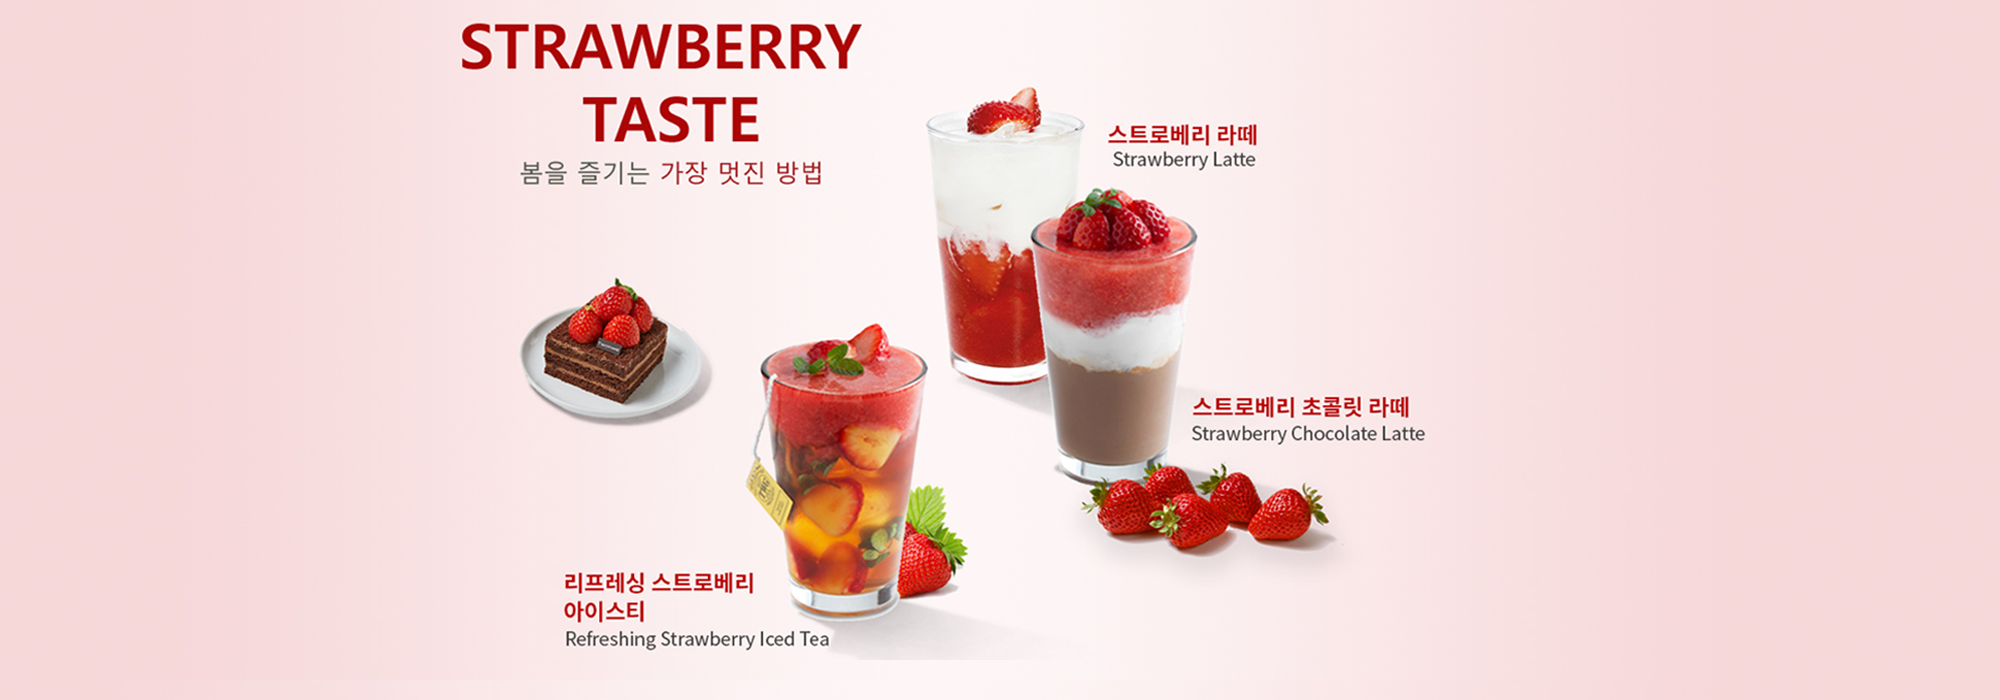 STRAWBERRY
TASTE
봄을 즐기는 가장 멋진 방법
스트로베리 라떼
Strawberry Latte
스트로베리 초콜릿 라떼
Strawberry Chocolate Latte
TWG
리프레싱 스트로베리
아이스티
Refreshing Strawberry Iced Tea